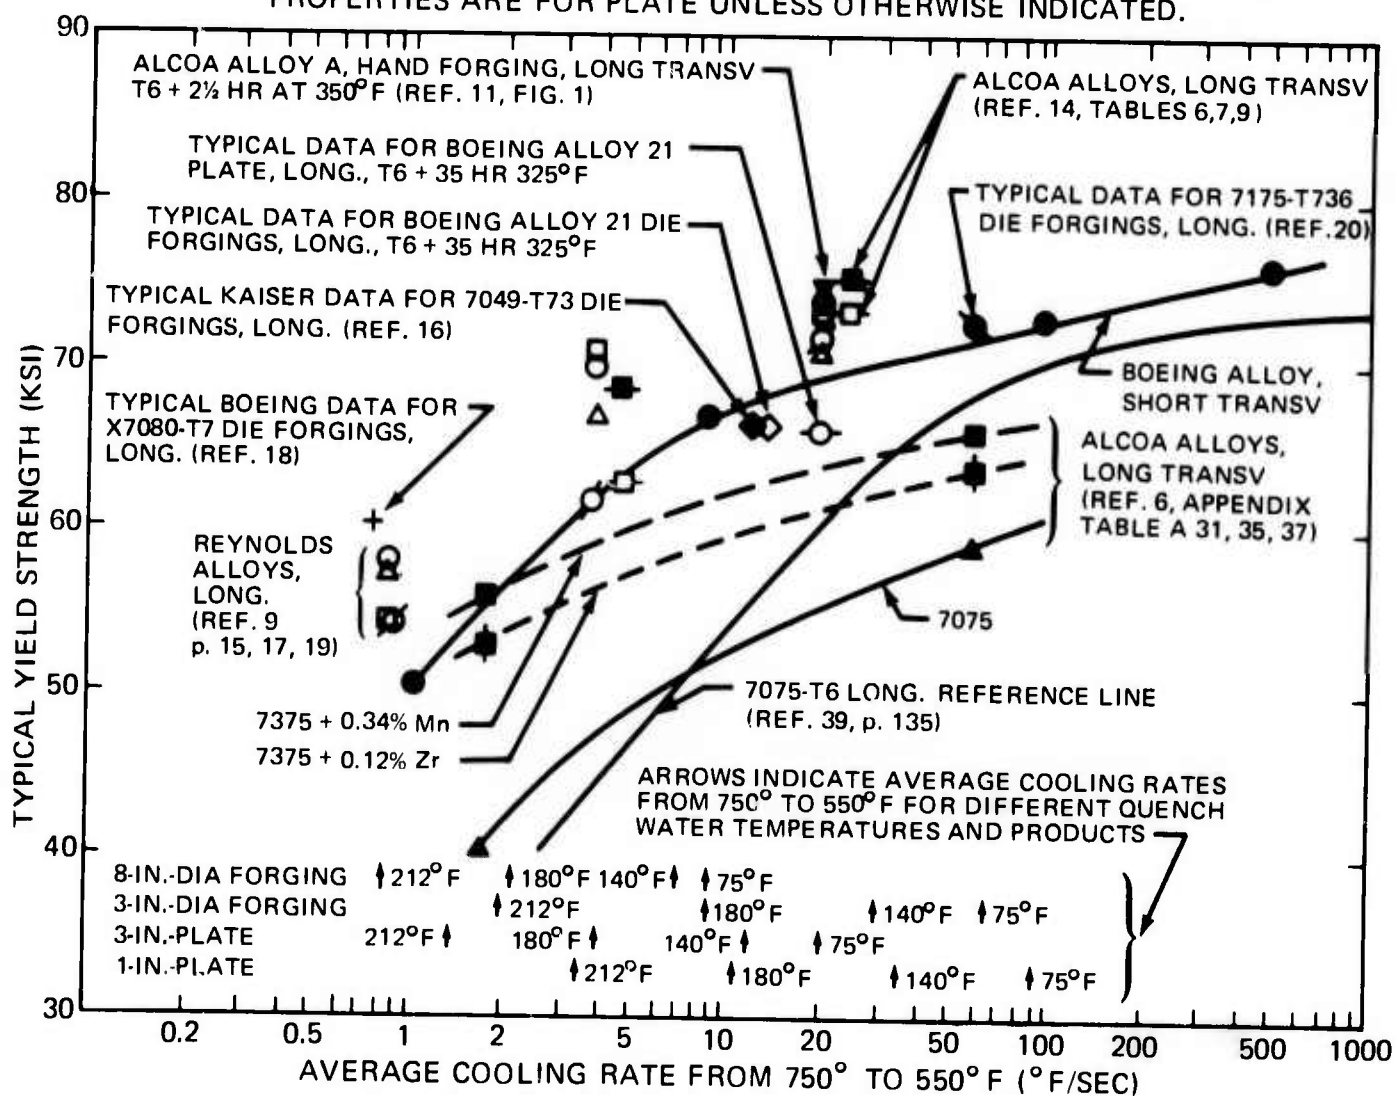 PROPERTIES ARE FOR PLATE UNLESS OTHERWISE INDICATED.
90
80
70
60
50
40
30
TYPICAL YIELD STRENGTH (KSI)
ALCOA ALLOY A, HAND FORGING, LONG TRANSV
T6 + 2½ HR AT 350°F (REF. 11, FIG. 1)
ALCOA ALLOYS, LONG TRANSV
(REF. 14, TABLES 6,7,9)
TYPICAL DATA FOR BOEING ALLOY 21
PLATE, LONG., T6 + 35 HR 325°F
TYPICAL DATA FOR 7175-T736
DIE FORGINGS, LONG. (REF.20)
TYPICAL DATA FOR BOEING ALLOY 21 DIE
FORGINGS, LONG., T6 + 35 HR 325°F
TYPICAL KAISER DATA FOR 7049-T73 DIE
FORGINGS, LONG. (REF. 16)
BOEING ALLOY,
SHORT TRANSV
TYPICAL BOEING DATA FOR
X7080-T7 DIE FORGINGS,
LONG. (REF. 18)
ALCOA ALLOYS,
LONG TRANSV
(REF. 6, APPENDIX
TABLE A 31, 35, 37)
REYNOLDS
ALLOYS,
LONG.
(REF. 9
p. 15, 17, 19)
7075
7075-T6 LONG. REFERENCE LINE
(REF. 39, p. 135)
7375 + 0.34% Mn
7375 + 0.12% Zr
ARROWS INDICATE AVERAGE COOLING RATES
FROM 750° TO 550°F FOR DIFFERENT QUENCH
WATER TEMPERATURES AND PRODUCTS
8-IN.-DIA FORGING 212°F 180°F 140°F 75°F
3-IN.-DIA FORGING 212°F 180°F 140°F 75°F
3-IN.-PLATE 212°F 180°F 140°F 75°F
1-IN.-PLATE 212°F 180°F 140°F 75°F
0.2 0.5 1 2 5 10 20 50 100 200 500 1000
AVERAGE COOLING RATE FROM 750° TO 550°F (°F/SEC)